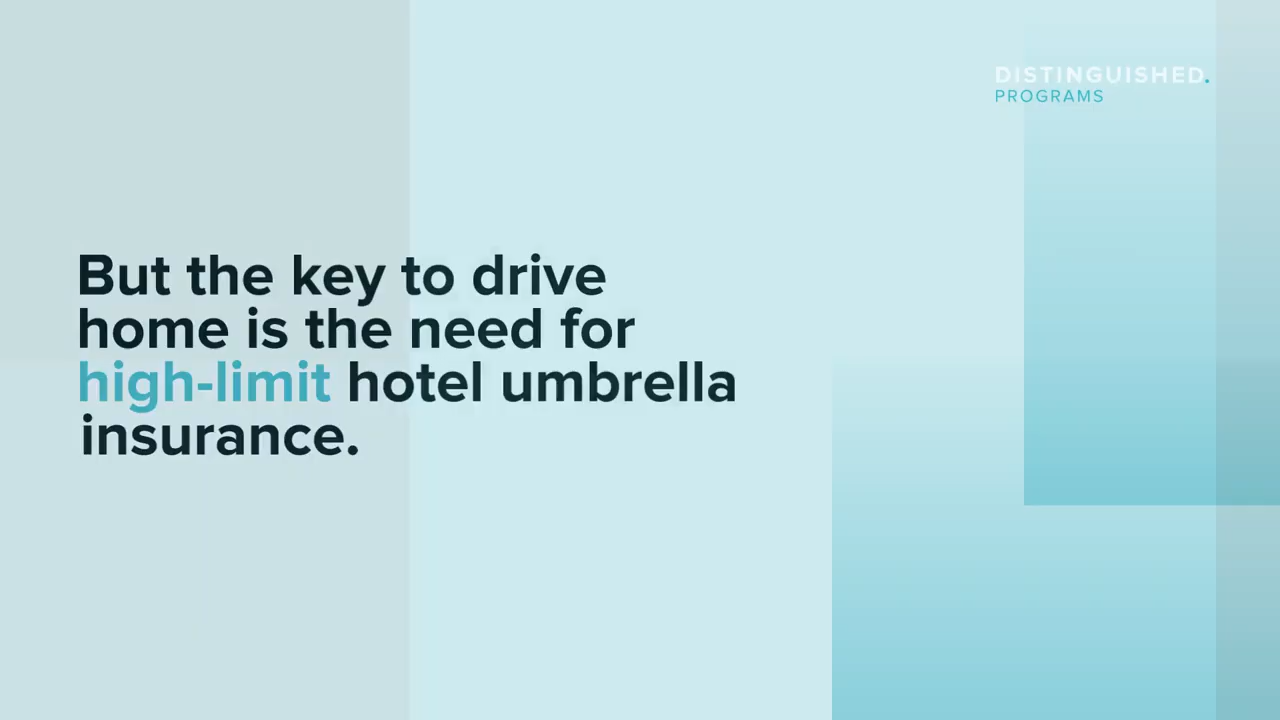 DISTINGUISHED.
PROGRAMS
But the key to drive
home is the need for
high-limit hotel umbrella
insurance.